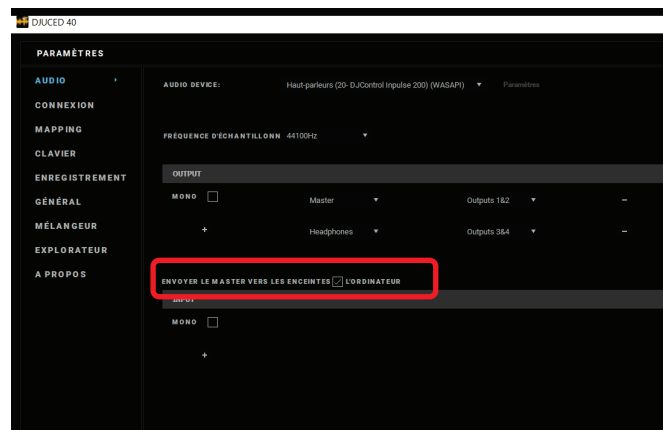 DJUCED 40
PARAMÈTRES
AUDIO
CONNEXION
MAPPING
CLAVIER
ENREGISTREMENT
GÉNÉRAL
MÉLANGEUR
EXPLORATEUR
A PROPOS
AUDIO DEVICE: Haut-parleurs (20- DJControl Inpulse 200) (WASAPI) Paramètres
FRÉQUENCE D'ÉCHANTILLONN 44100Hz
OUTPUT
MONO Master Outputs 1&2 −
+ Headphones Outputs 3&4 −
ENVOYER LE MASTER VERS LES ENCEINTES L'ORDINATEUR
INPUT
MONO
+